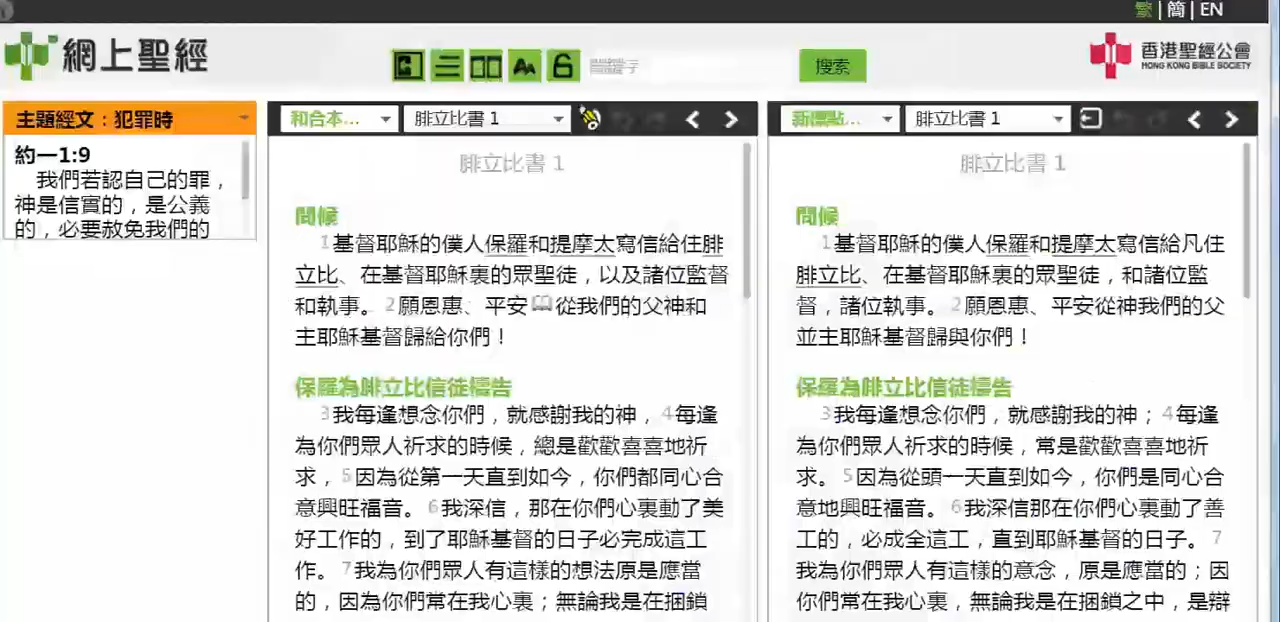 繁 | 簡 | EN
網上聖經
搜索
香港聖經公會
HONG KONG BIBLE SOCIETY
主題經文：犯罪時
約一1:9
我們若認自己的罪，
神是信實的，是公義
的，必要赦免我們的
和合本... 腓立比書 1
腓立比書 1
問候
1基督耶穌的僕人保羅和提摩太寫信給住腓
立比、在基督耶穌裏的眾聖徒，以及諸位監督
和執事。2願恩惠、平安從我們的父神和
主耶穌基督歸給你們！
保羅為腓立比信徒禱告
3我每逢想念你們，就感謝我的神，4每逢
為你們眾人祈求的時候，總是歡歡喜喜地祈
求，5因為從第一天直到如今，你們都同心合
意興旺福音。6我深信，那在你們心裏動了美
好工作的，到了耶穌基督的日子必完成這工
作。7我為你們眾人有這樣的想法原是應當
的，因為你們常在我心裏；無論我是在捆鎖
新標點... 腓立比書 1
腓立比書 1
問候
1基督耶穌的僕人保羅和提摩太寫信給凡住
腓立比、在基督耶穌裏的眾聖徒，和諸位監
督，諸位執事。2願恩惠、平安從神我們的父
並主耶穌基督歸與你們！
保羅為腓立比信徒禱告
3我每逢想念你們，就感謝我的神；4每逢
為你們眾人祈求的時候，常是歡歡喜喜地祈
求。5因為從頭一天直到如今，你們是同心合
意地興旺福音。6我深信那在你們心裏動了善
工的，必成全這工，直到耶穌基督的日子。7
我為你們眾人有這樣的意念，原是應當的；因
你們常在我心裏，無論我是在捆鎖之中，是辯